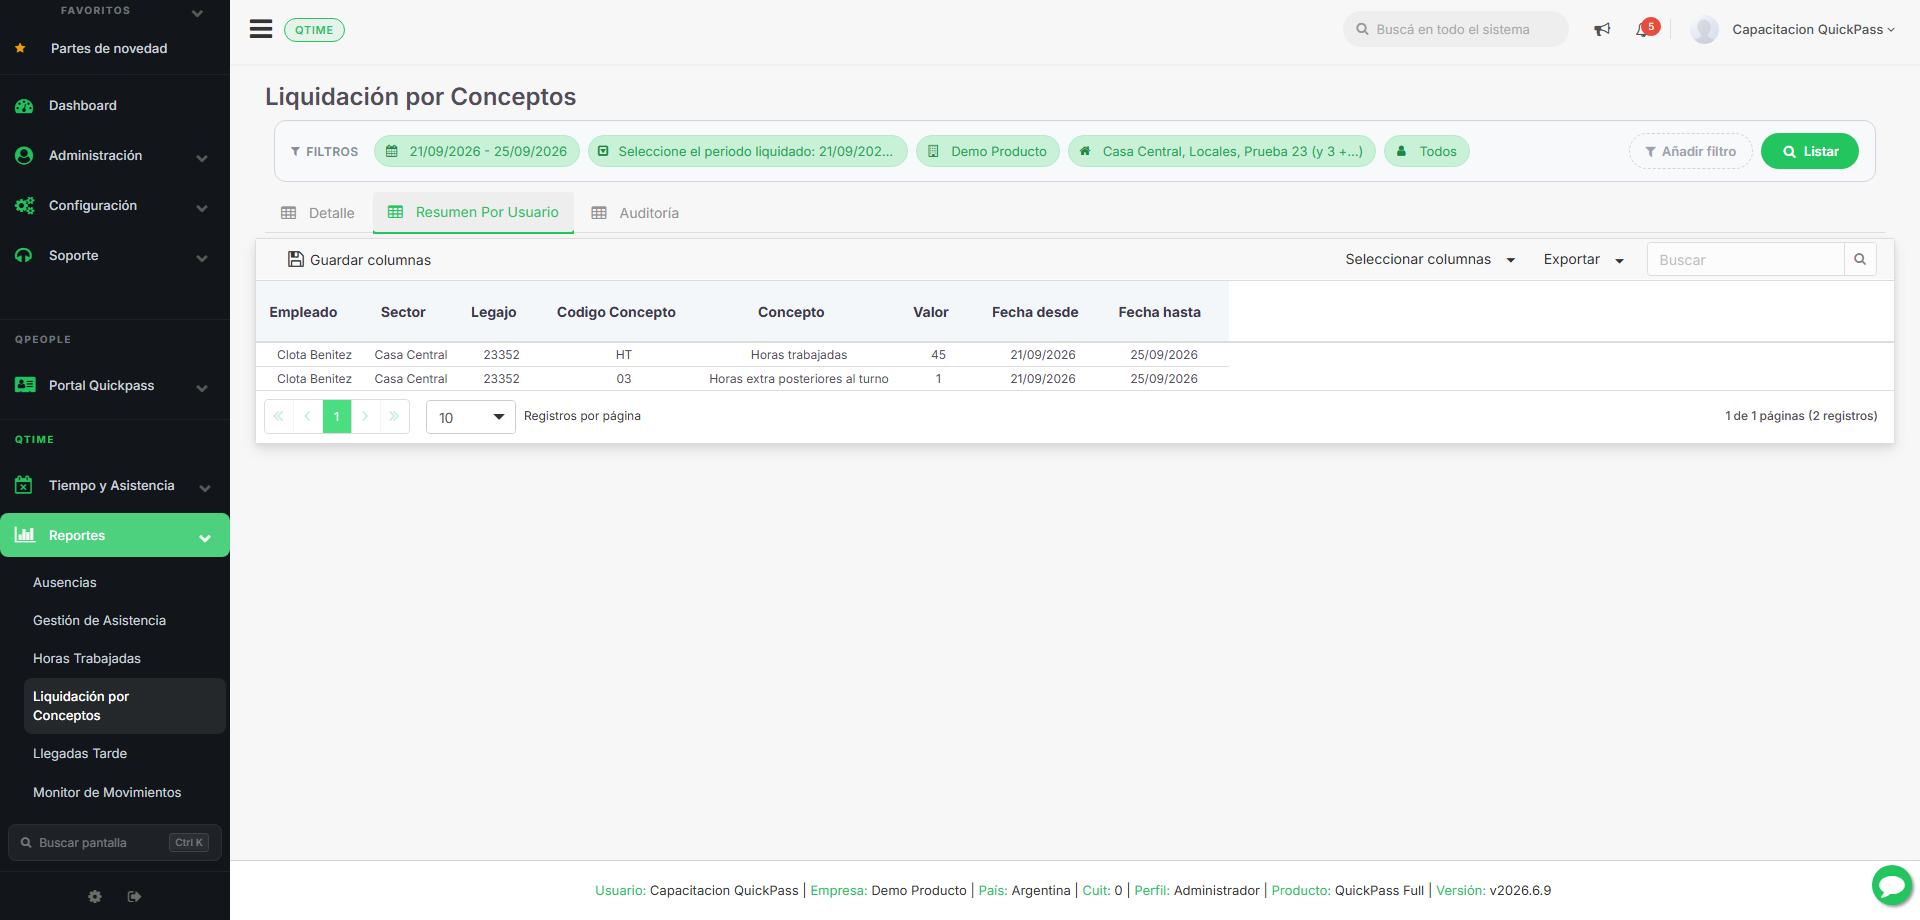 FAVORITOS
Partes de novedad
Dashboard
Administración
Configuración
Soporte
QPEOPLE
Portal Quickpass
QTIME
Tiempo y Asistencia
Reportes
Ausencias
Gestión de Asistencia
Horas Trabajadas
Liquidación por
Conceptos
Llegadas Tarde
Monitor de Movimientos
Buscar pantalla Ctrl K
QTIME
Buscá en todo el sistema
5
Capacitacion QuickPass
Liquidación por Conceptos
FILTROS 21/09/2026 - 25/09/2026 Seleccione el periodo liquidado: 21/09/202... Demo Producto Casa Central, Locales, Prueba 23 (y 3 +...) Todos Añadir filtro Listar
Detalle Resumen Por Usuario Auditoría
Guardar columnas Seleccionar columnas Exportar Buscar
Empleado Sector Legajo Codigo Concepto Concepto Valor Fecha desde Fecha hasta
Clota Benitez Casa Central 23352 HT Horas trabajadas 45 21/09/2026 25/09/2026
Clota Benitez Casa Central 23352 03 Horas extra posteriores al turno 1 21/09/2026 25/09/2026
« ‹ 1 › » 10 Registros por página 1 de 1 páginas (2 registros)
Usuario: Capacitacion QuickPass | Empresa: Demo Producto | País: Argentina | Cuit: 0 | Perfil: Administrador | Producto: QuickPass Full | Versión: v2026.6.9